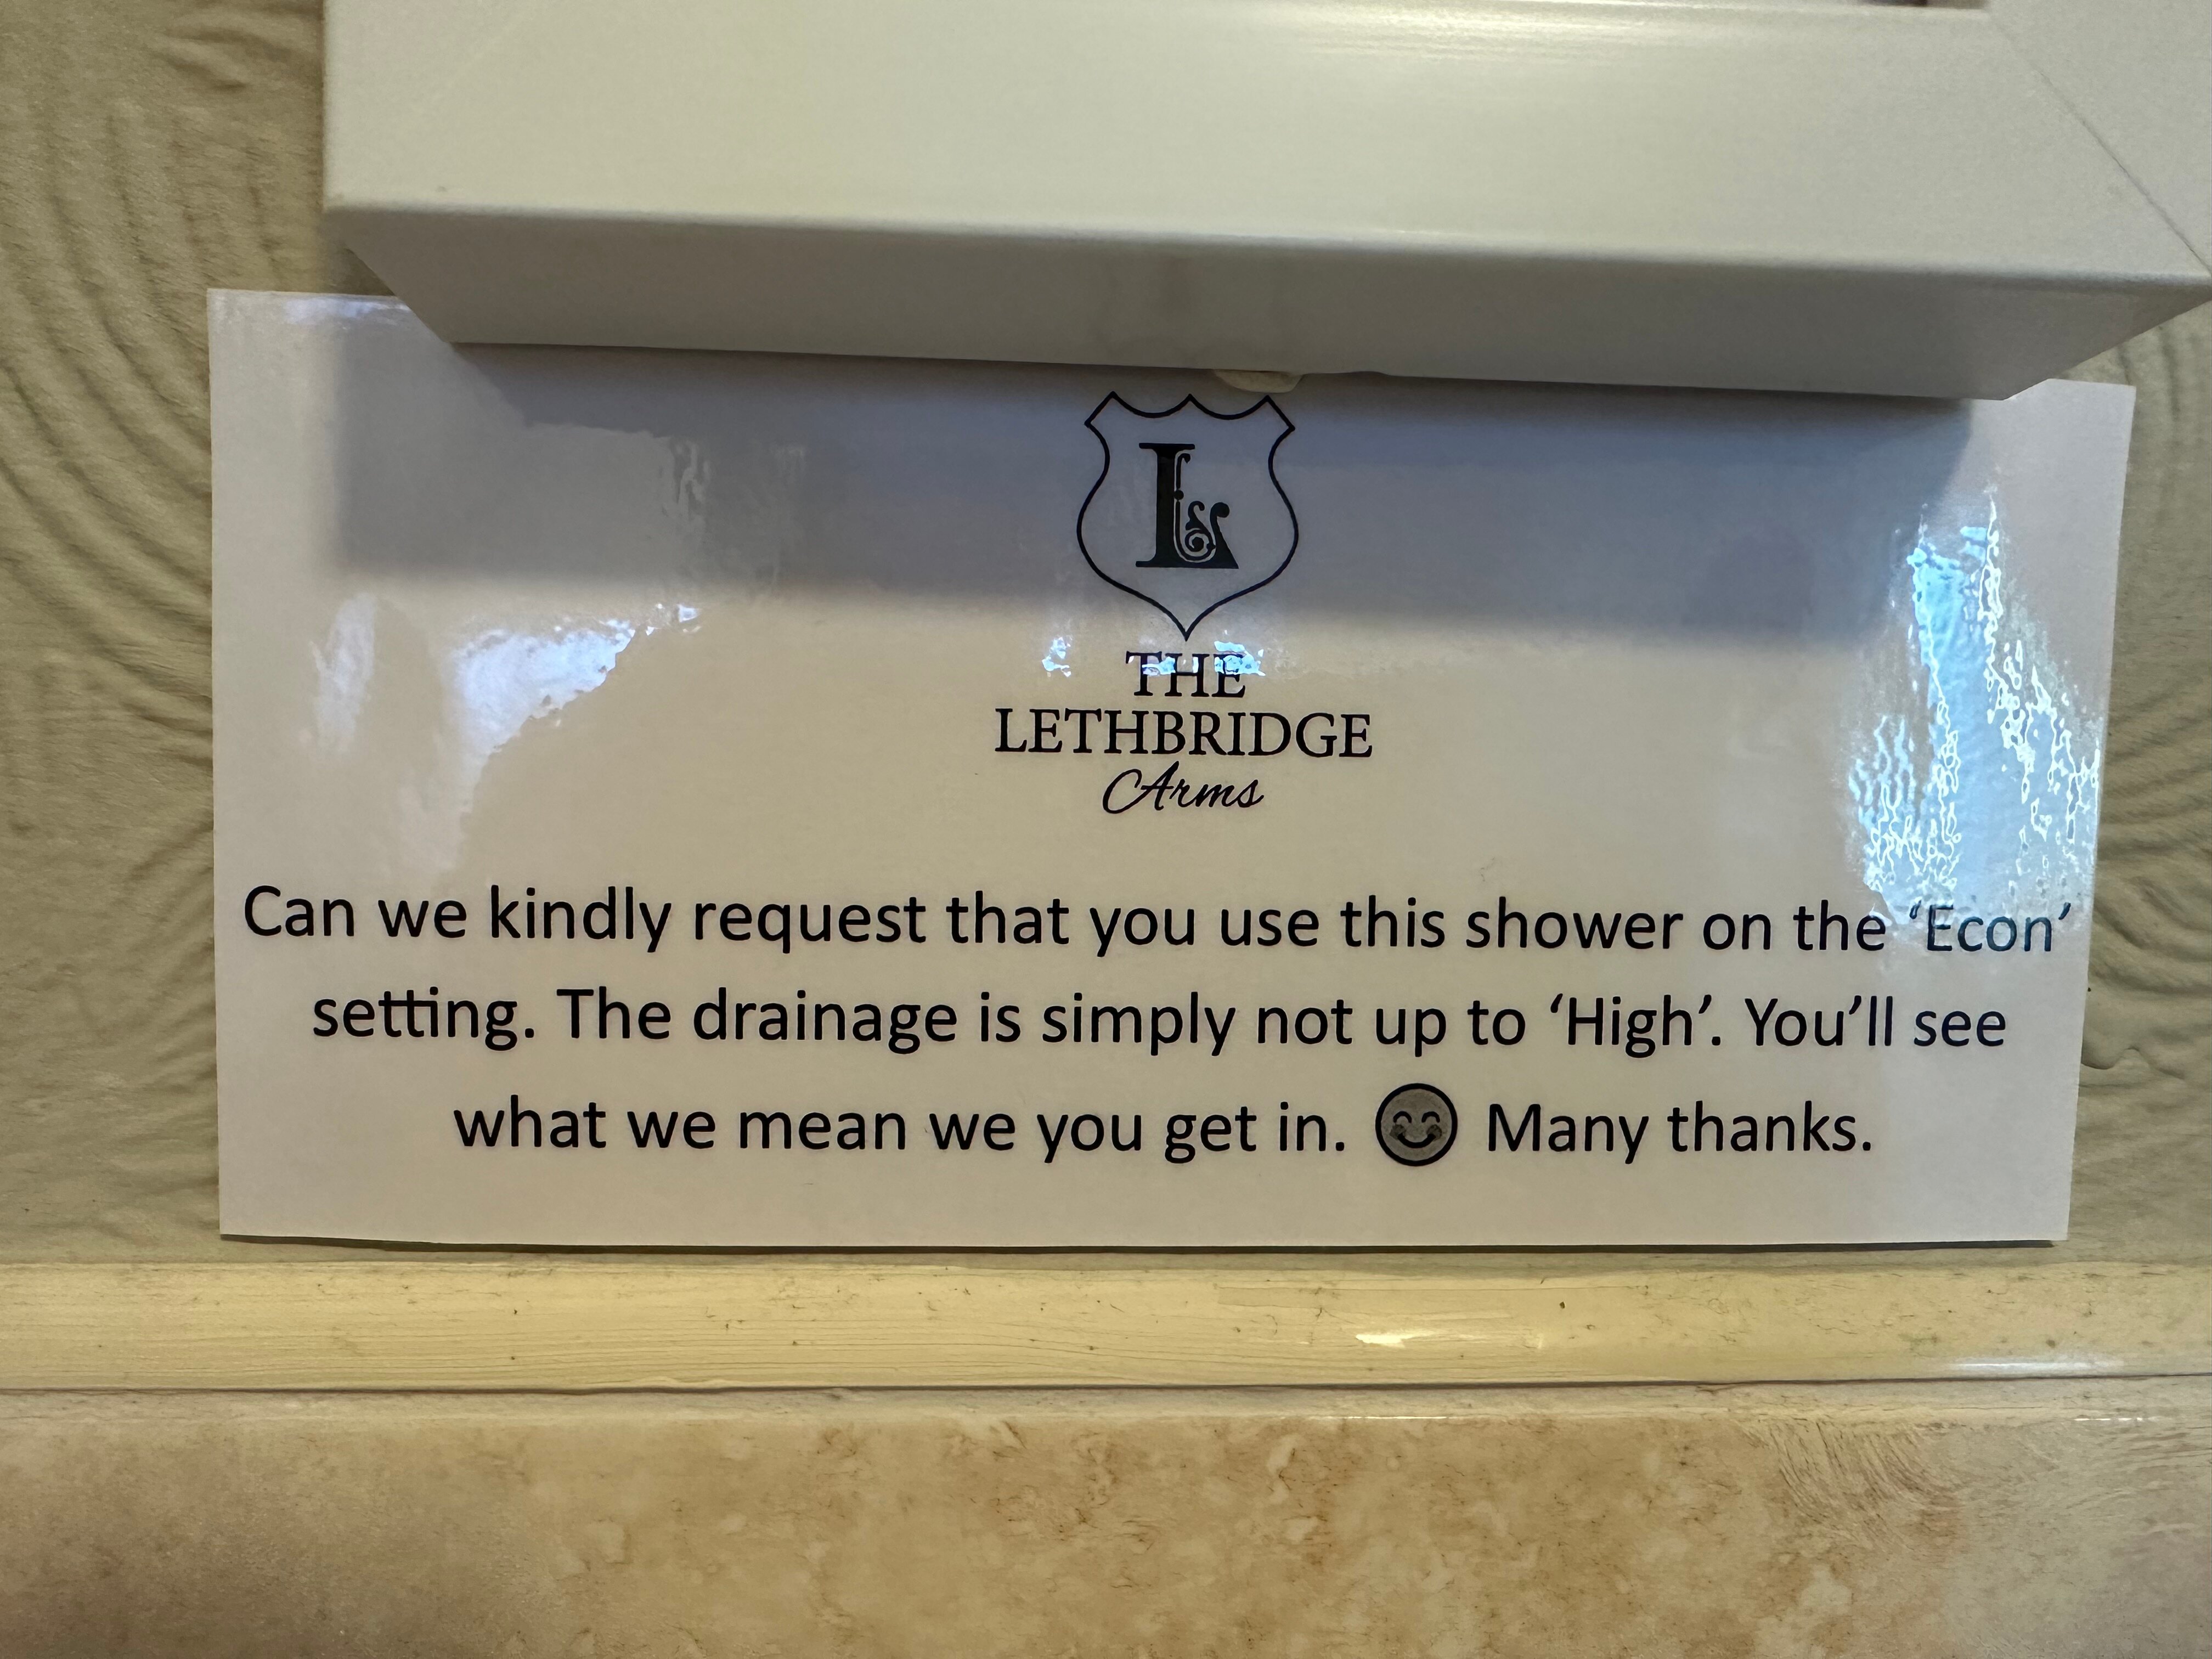 L
THE
LETHBRIDGE
Arms
Can we kindly request that you use this shower on the ‘Econ’
setting. The drainage is simply not up to ‘High’. You’ll see
what we mean we you get in. 😊 Many thanks.